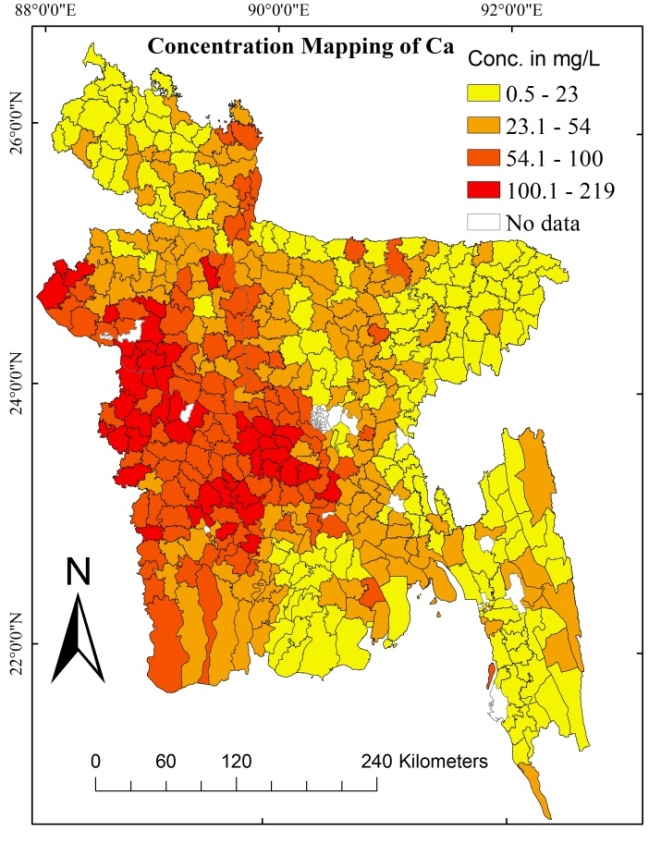 88°0'0"E 90°0'0"E 92°0'0"E
Concentration Mapping of Ca
Conc. in mg/L
0.5 - 23
23.1 - 54
54.1 - 100
100.1 - 219
No data
26°0'0"N
24°0'0"N
22°0'0"N
N
0 60 120 240 Kilometers